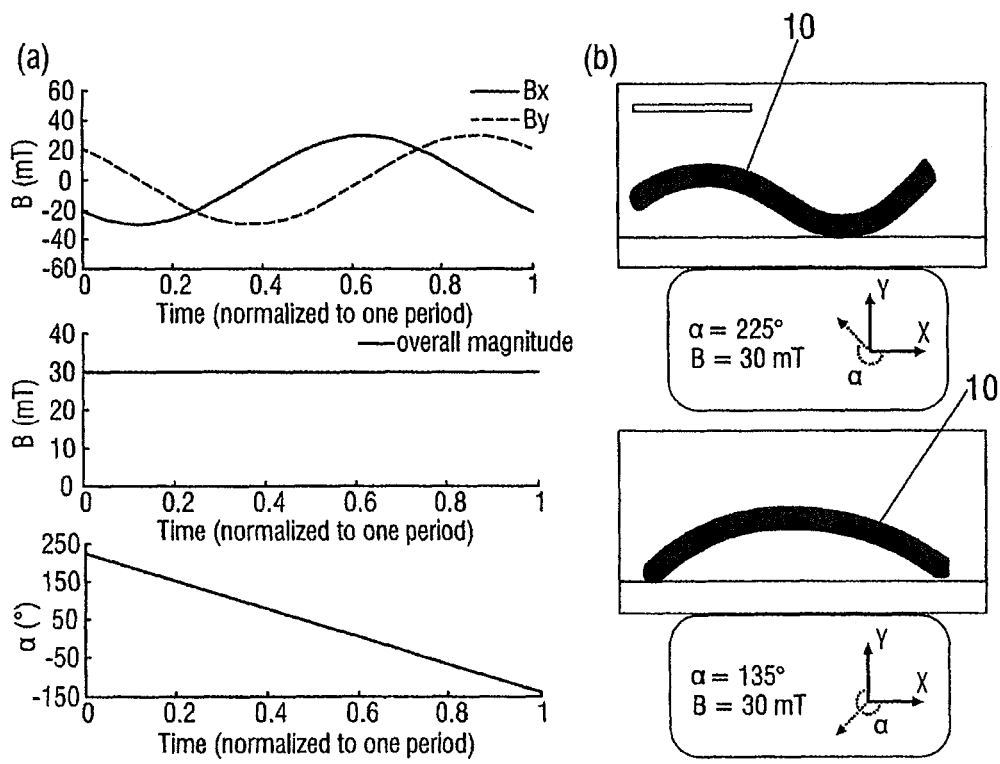 (a)
60
40
20
0
-20
-40
-60
B (mT)
Bx
By
0 0.2 0.4 0.6 0.8 1
Time (normalized to one period)
overall magnitude
40
30
20
10
0
B (mT)
0 0.2 0.4 0.6 0.8 1
Time (normalized to one period)
250
150
50
-50
-150
α (°)
0 0.2 0.4 0.6 0.8 1
Time (normalized to one period)
(b)
10
α = 225°
B = 30 mT
Y
X
α
10
α = 135°
B = 30 mT
Y
X
α